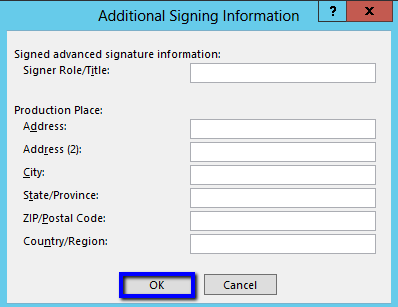 Additional Signing Information
?
X
Signed advanced signature information:
Signer Role/Title:
Production Place:
Address:
Address (2):
City:
State/Province:
ZIP/Postal Code:
Country/Region:
OK Cancel